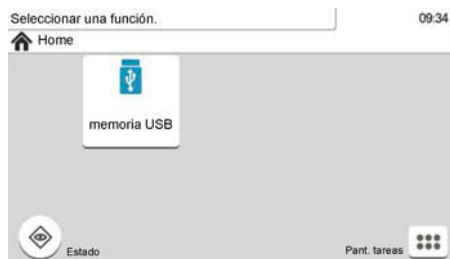 Seleccionar una función.
09:34
Home
memoria USB
Estado
Pant. tareas